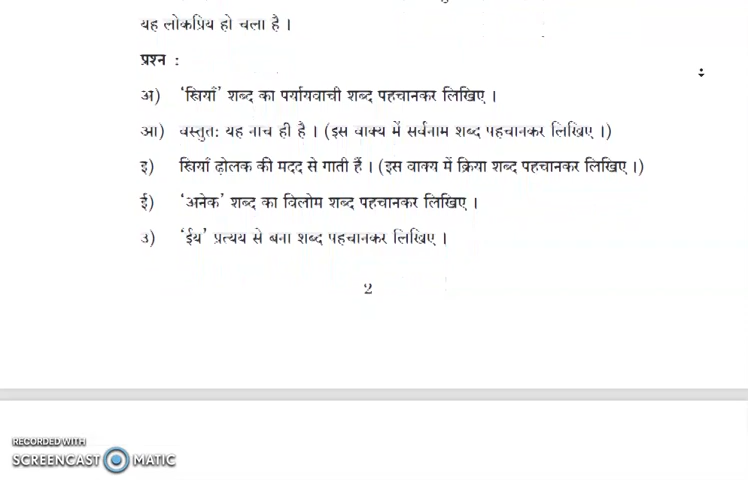 यह लोकप्रिय हो चला है ।
प्रश्न :
अ) 'स्त्रियाँ' शब्द का पर्यायवाची शब्द पहचानकर लिखिए ।
आ) वस्तुतः यह नाच ही है । (इस वाक्य में सर्वनाम शब्द पहचानकर लिखिए ।)
इ) स्त्रियाँ ढ़ोलक की मदद से गाती हैं । (इस वाक्य में क्रिया शब्द पहचानकर लिखिए ।)
ई) 'अनेक' शब्द का विलोम शब्द पहचानकर लिखिए ।
उ) 'ईय' प्रत्यय से बना शब्द पहचानकर लिखिए ।
2
RECORDED WITH
SCREENCAST MATIC